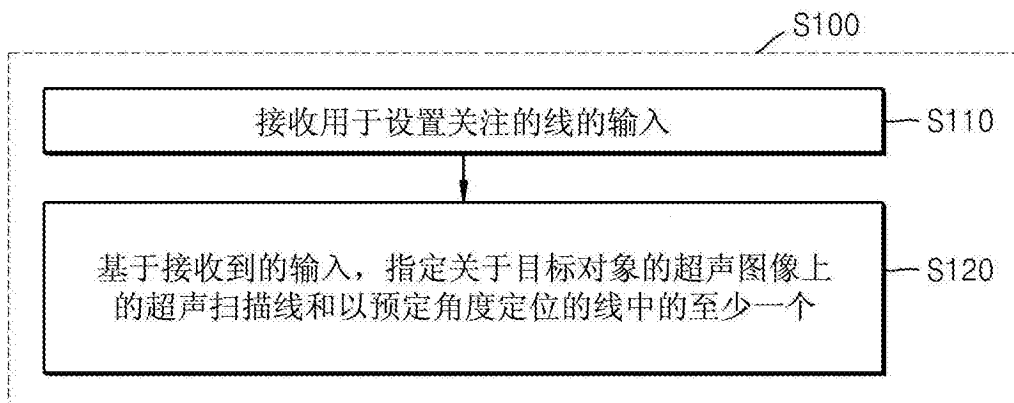 S100
接收用于设置关注的线的输入
S110
基于接收到的输入，指定关于目标对象的超声图像上
的超声扫描线和以预定角度定位的线中的至少一个
S120